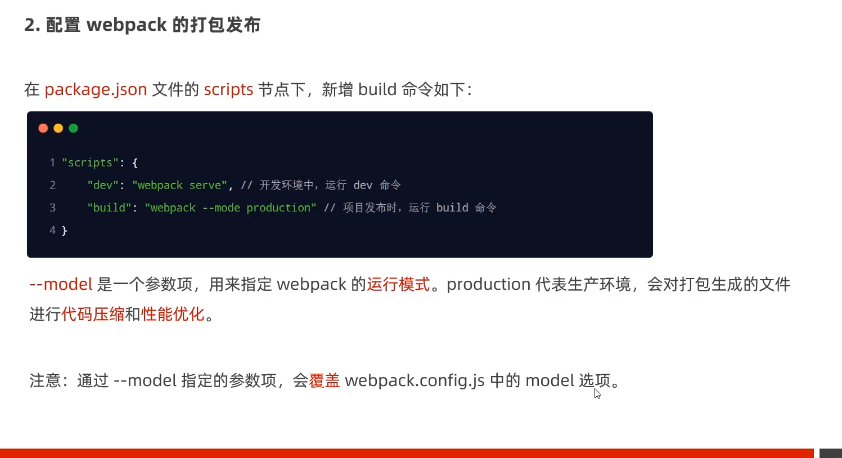 2. 配置 webpack 的打包发布
在 package.json 文件的 scripts 节点下，新增 build 命令如下：
1 "scripts": {
2 "dev": "webpack serve", // 开发环境中，运行 dev 命令
3 "build": "webpack --mode production" // 项目发布时，运行 build 命令
4 }
--model 是一个参数项，用来指定 webpack 的运行模式。production 代表生产环境，会对打包生成的文件
进行代码压缩和性能优化。
注意：通过 --model 指定的参数项，会覆盖 webpack.config.js 中的 model 选项。